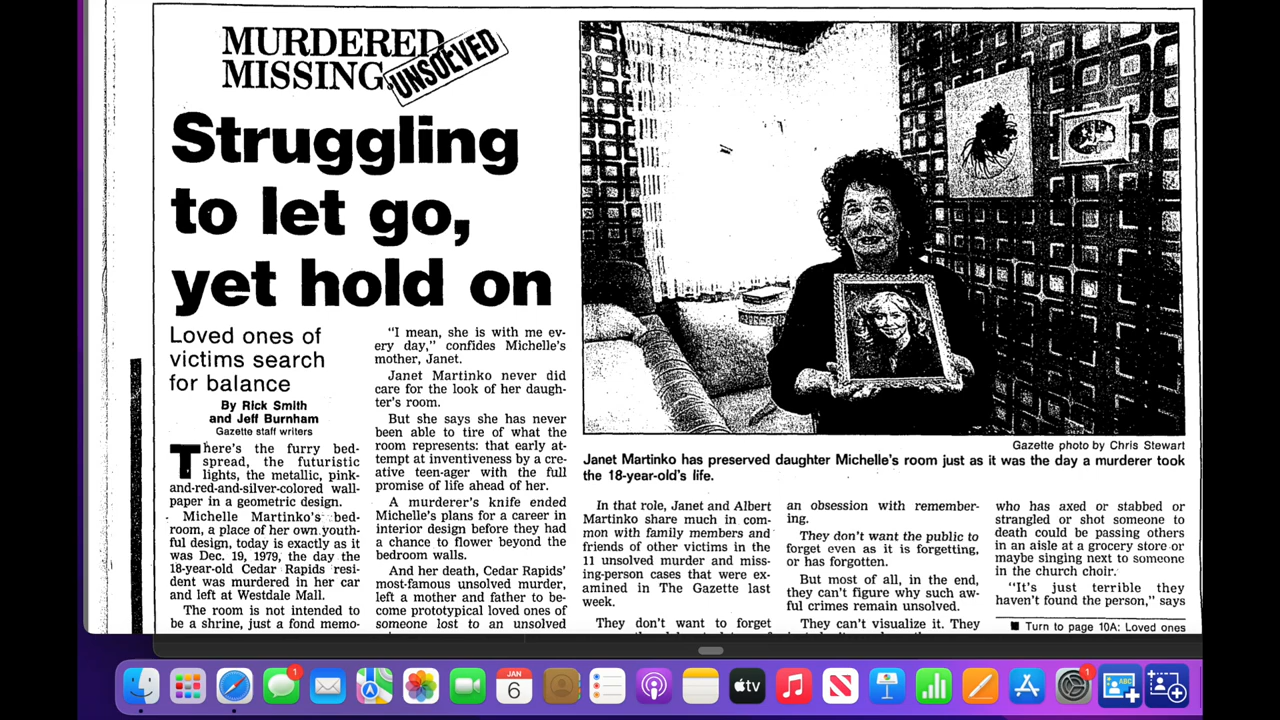 MURDERED
MISSING
UNSOLVED
Struggling
to let go,
yet hold on
Loved ones of
victims search
for balance
By Rick Smith
and Jeff Burnham
Gazette staff writers
There's the furry bed-
spread, the futuristic
lights, the metallic, pink-
and-red-and-silver-colored wall-
paper in a geometric design.
Michelle Martinko's bed-
room, a place of her own youth-
ful design, today is exactly as it
was Dec. 19, 1979, the day the
18-year-old Cedar Rapids resi-
dent was murdered in her car
and left at Westdale Mall.
The room is not intended to
be a shrine, just a fond memo-
"I mean, she is with me ev-
ery day," confides Michelle's
mother, Janet.
Janet Martinko never did
care for the look of her daugh-
ter's room.
But she says she has never
been able to tire of what the
room represents: that early at-
tempt at inventiveness by a cre-
ative teen-ager with the full
promise of life ahead of her.
A murderer's knife ended
Michelle's plans for a career in
interior design before they had
a chance to flower beyond the
bedroom walls.
And her death, Cedar Rapids'
most-famous unsolved murder,
left a mother and father to be-
come prototypical loved ones of
someone lost to an unsolved
Gazette photo by Chris Stewart
Janet Martinko has preserved daughter Michelle's room just as it was the day a murderer took
the 18-year-old's life.
In that role, Janet and Albert
Martinko share much in com-
mon with family members and
friends of other victims in the
11 unsolved murder and miss-
ing-person cases that were ex-
amined in The Gazette last
week.
They don't want to forget
an obsession with remember-
ing.
They don't want the public to
forget even as it is forgetting,
or has forgotten.
But most of all, in the end,
they can't figure why such aw-
ful crimes remain unsolved.
They can't visualize it. They
who has axed or stabbed or
strangled or shot someone to
death could be passing others
in an aisle at a grocery store or
maybe singing next to someone
in the church choir.
"It's just terrible they
haven't found the person," says
■ Turn to page 10A: Loved ones
1
JAN
6
tv
1
ABC